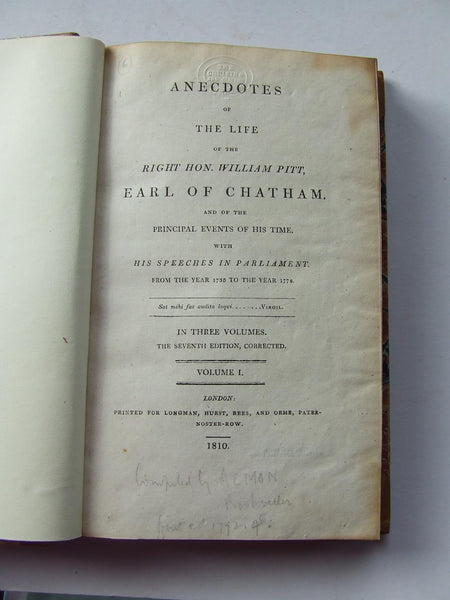 ANECDOTES
OF
THE LIFE
OF THE
RIGHT HON. WILLIAM PITT,
EARL OF CHATHAM.
AND OF THE
PRINCIPAL EVENTS OF HIS TIME.
WITH
HIS SPEECHES IN PARLIAMENT.
FROM THE YEAR 1736 TO THE YEAR 1778.
Sat mihi fas audita loqui........VIRGIL.
IN THREE VOLUMES.
THE SEVENTH EDITION, CORRECTED.
VOLUME I.
LONDON:
PRINTED FOR LONGMAN, HURST, REES, AND ORME, PATER-
NOSTER-ROW.
1810.
Compiled by ALMON
Bookseller